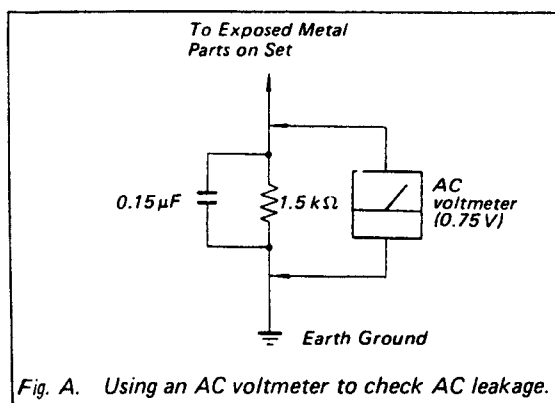 To Exposed Metal
Parts on Set
0.15μF
1.5 kΩ
AC
voltmeter
(0.75 V)
Earth Ground
Fig. A. Using an AC voltmeter to check AC leakage.